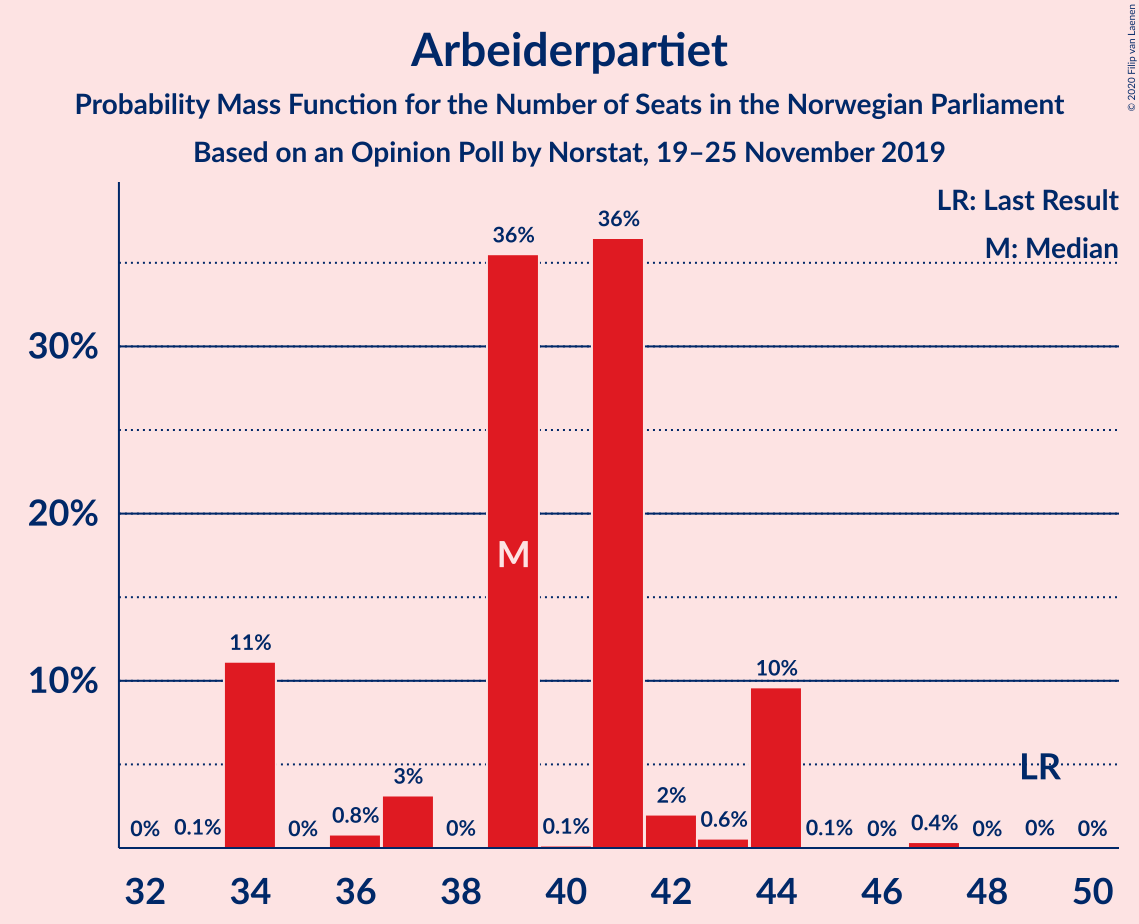 Arbeiderpartiet
Probability Mass Function for the Number of Seats in the Norwegian Parliament
Based on an Opinion Poll by Norstat, 19–25 November 2019
© 2020 Filip van Laenen
LR: Last Result
M: Median
30%
20%
10%
0%
0.1%
11%
0%
0.8%
3%
0%
36%
0.1%
36%
2%
0.6%
10%
0.1%
0%
0.4%
0%
0%
0%
M
LR
32 34 36 38 40 42 44 46 48 50